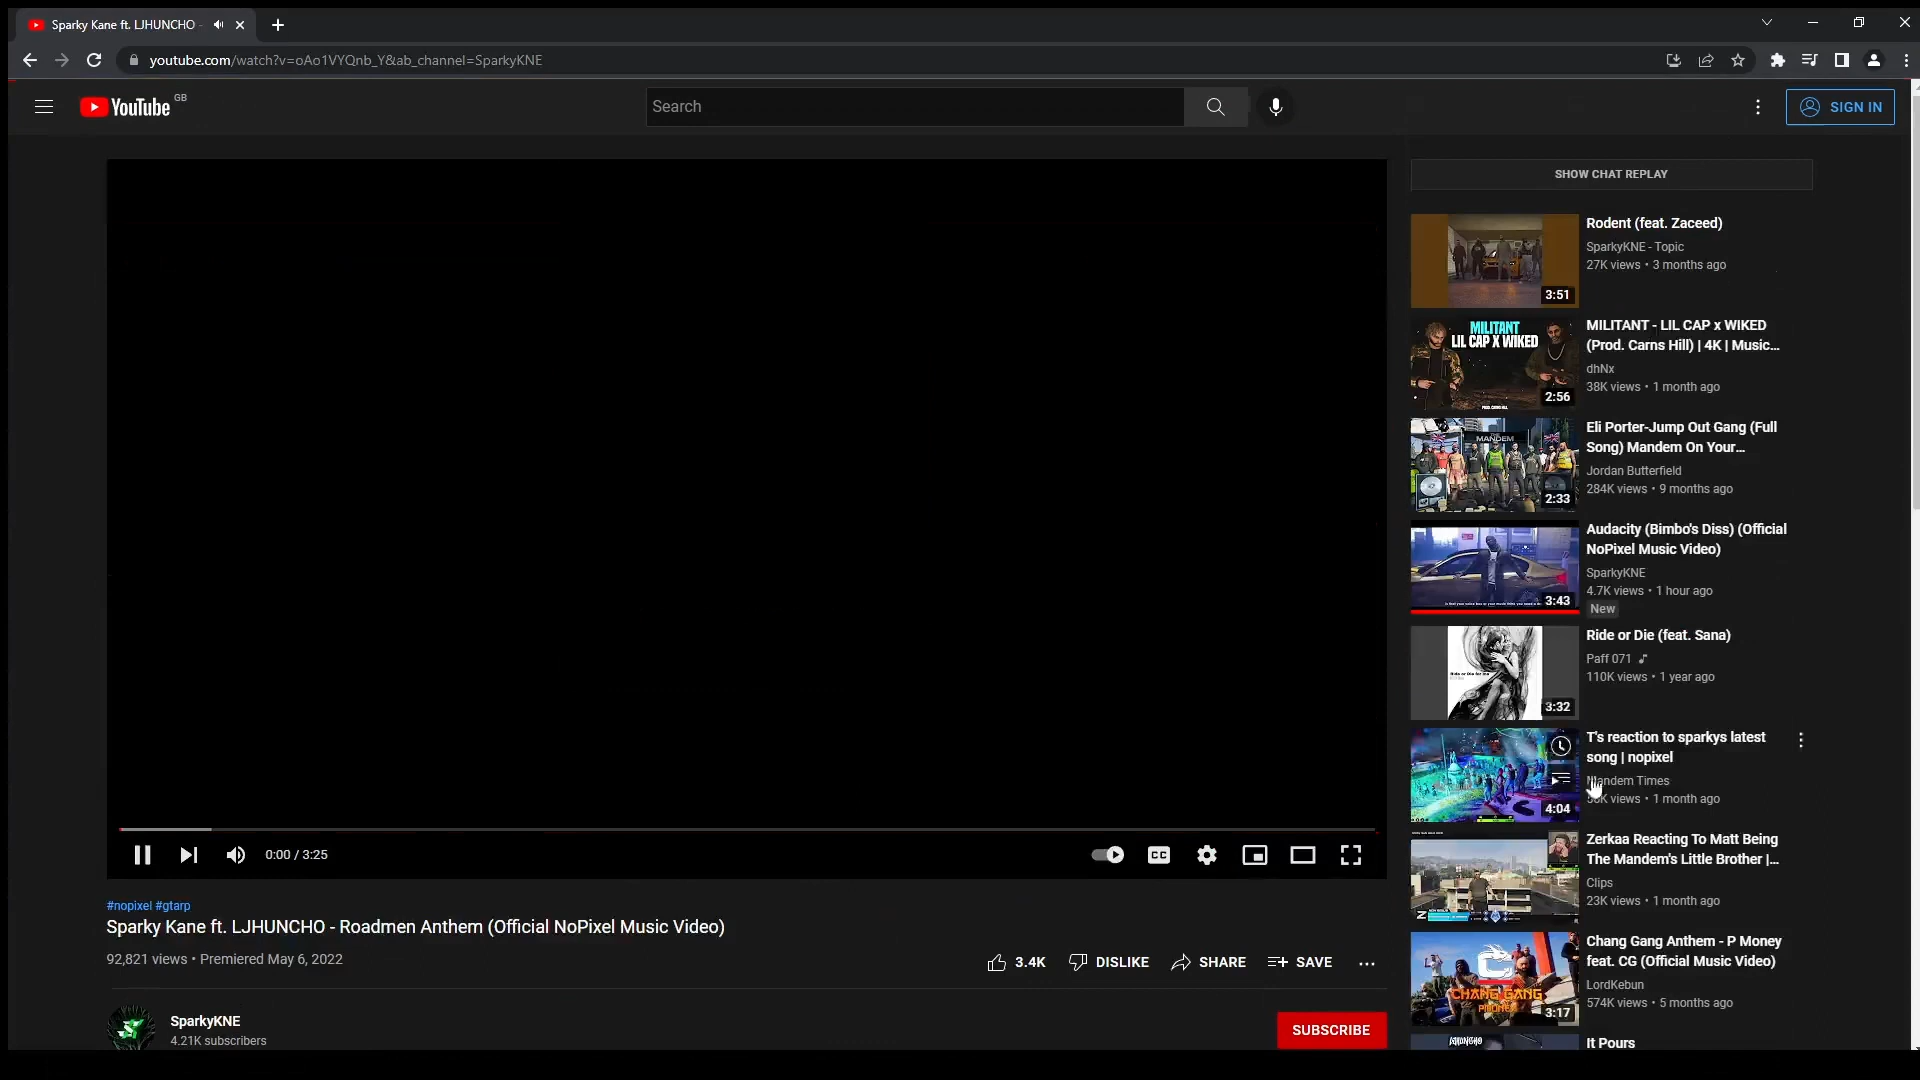 Sparky Kane ft. LJHUNCHO -
youtube.com/watch?v=oAo1VYQnb_Y&ab_channel=SparkyKNE
YouTube GB
Search
SIGN IN
SHOW CHAT REPLAY
Rodent (feat. Zaceed)
SparkyKNE - Topic
27K views • 3 months ago
3:51
MILITANT
LIL CAP X WIKED
2:56
MILITANT - LIL CAP x WIKED
(Prod. Carns Hill) | 4K | Music...
dhNx
38K views • 1 month ago
MANDEM
2:33
Eli Porter-Jump Out Gang (Full
Song) Mandem On Your...
Jordan Butterfield
284K views • 9 months ago
3:43
Audacity (Bimbo's Diss) (Official
NoPixel Music Video)
SparkyKNE
4.7K views • 1 hour ago
New
3:32
Ride or Die (feat. Sana)
Paff 071
110K views • 1 year ago
4:04
T's reaction to sparkys latest
song | nopixel
Mandem Times
views • 1 month ago
Zerkaa Reacting To Matt Being
The Mandem's Little Brother |...
Clips
23K views • 1 month ago
CHANG GANG
3:17
Chang Gang Anthem - P Money
feat. CG (Official Music Video)
LordKebun
574K views • 5 months ago
LJHUNCHO
It Pours
0:00 / 3:25
CC
#nopixel #gtarp
Sparky Kane ft. LJHUNCHO - Roadmen Anthem (Official NoPixel Music Video)
92,821 views • Premiered May 6, 2022
3.4K
DISLIKE
SHARE
SAVE
SparkyKNE
4.21K subscribers
SUBSCRIBE